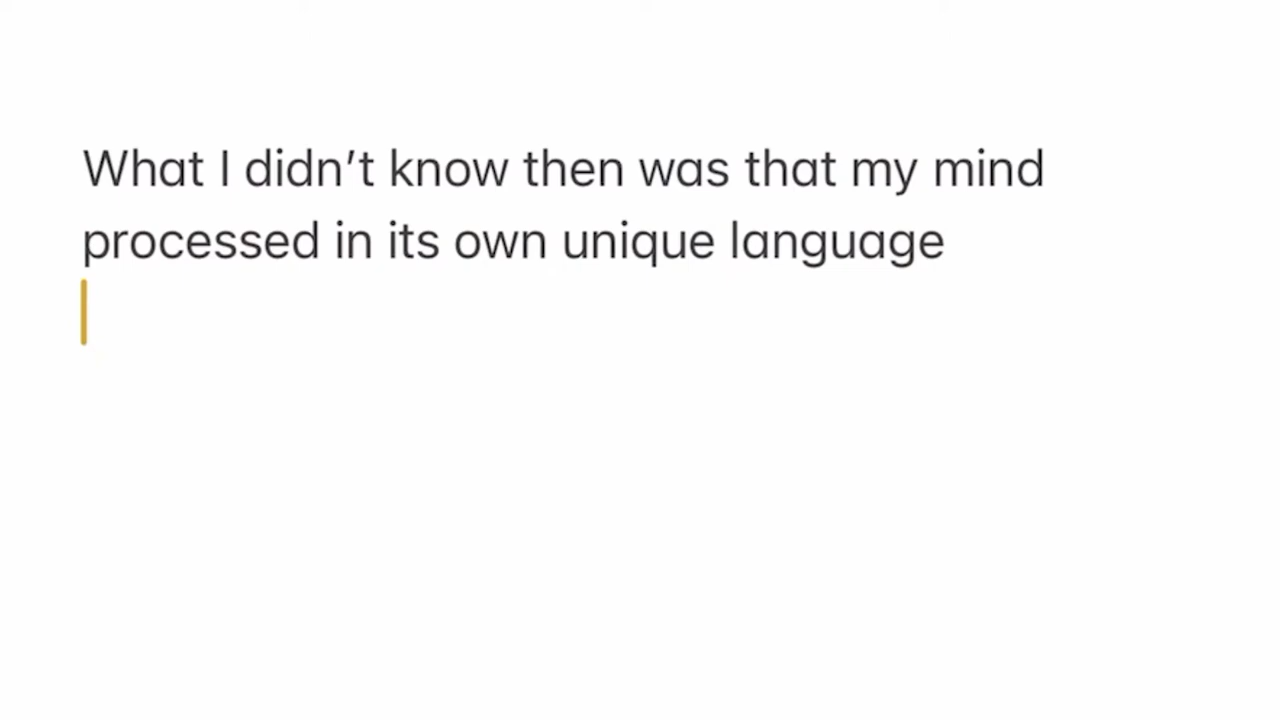 What I didn’t know then was that my mind
processed in its own unique language